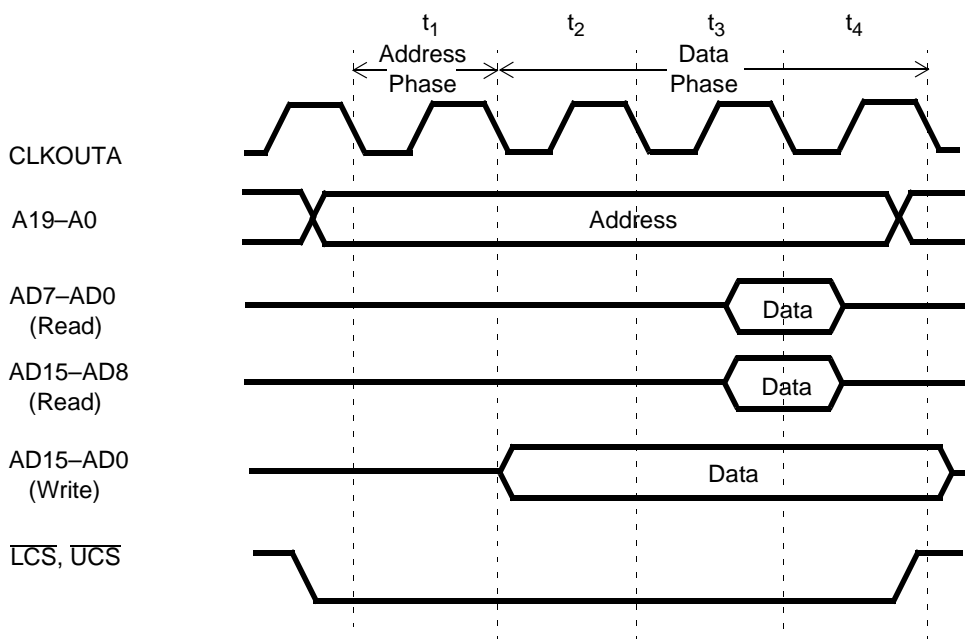 t1 t2 t3 t4
Address Phase
Data Phase
CLKOUTA
A19–A0
Address
AD7–AD0
(Read)
Data
AD15–AD8
(Read)
Data
AD15–AD0
(Write)
Data
LCS, UCS